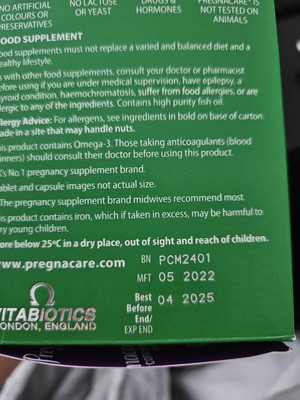 NO ARTIFICIAL
COLOURS OR
PRESERVATIVES
NO LACTOSE
OR YEAST
DRUGS &
HORMONES
PREGNACARE® IS
NOT TESTED ON
ANIMALS
FOOD SUPPLEMENT
Food supplements must not replace a varied and balanced diet and a
healthy lifestyle.
As with other food supplements, consult your doctor or pharmacist
before using if you are under medical supervision, have epilepsy, a
thyroid condition, haemochromatosis, suffer from food allergies, or are
allergic to any of the ingredients. Contains high purity fish oil.
Allergy Advice: For allergens, see ingredients in bold on base of carton.
Made in a site that may handle nuts.
This product contains Omega-3. Those taking anticoagulants (blood
thinners) should consult their doctor before using this product.
UK's No.1 pregnancy supplement brand.
Tablet and capsule images not actual size.
The pregnancy supplement midwives recommend most.
This product contains iron, which if taken in excess, may be harmful to
very young children.
Store below 25°C in a dry place, out of sight and reach of children.
www.pregnacare.com
BN PCM2401
MFT 05 2022
Best 04 2025
Before
End/
EXP END
VITABIOTICS
LONDON, ENGLAND